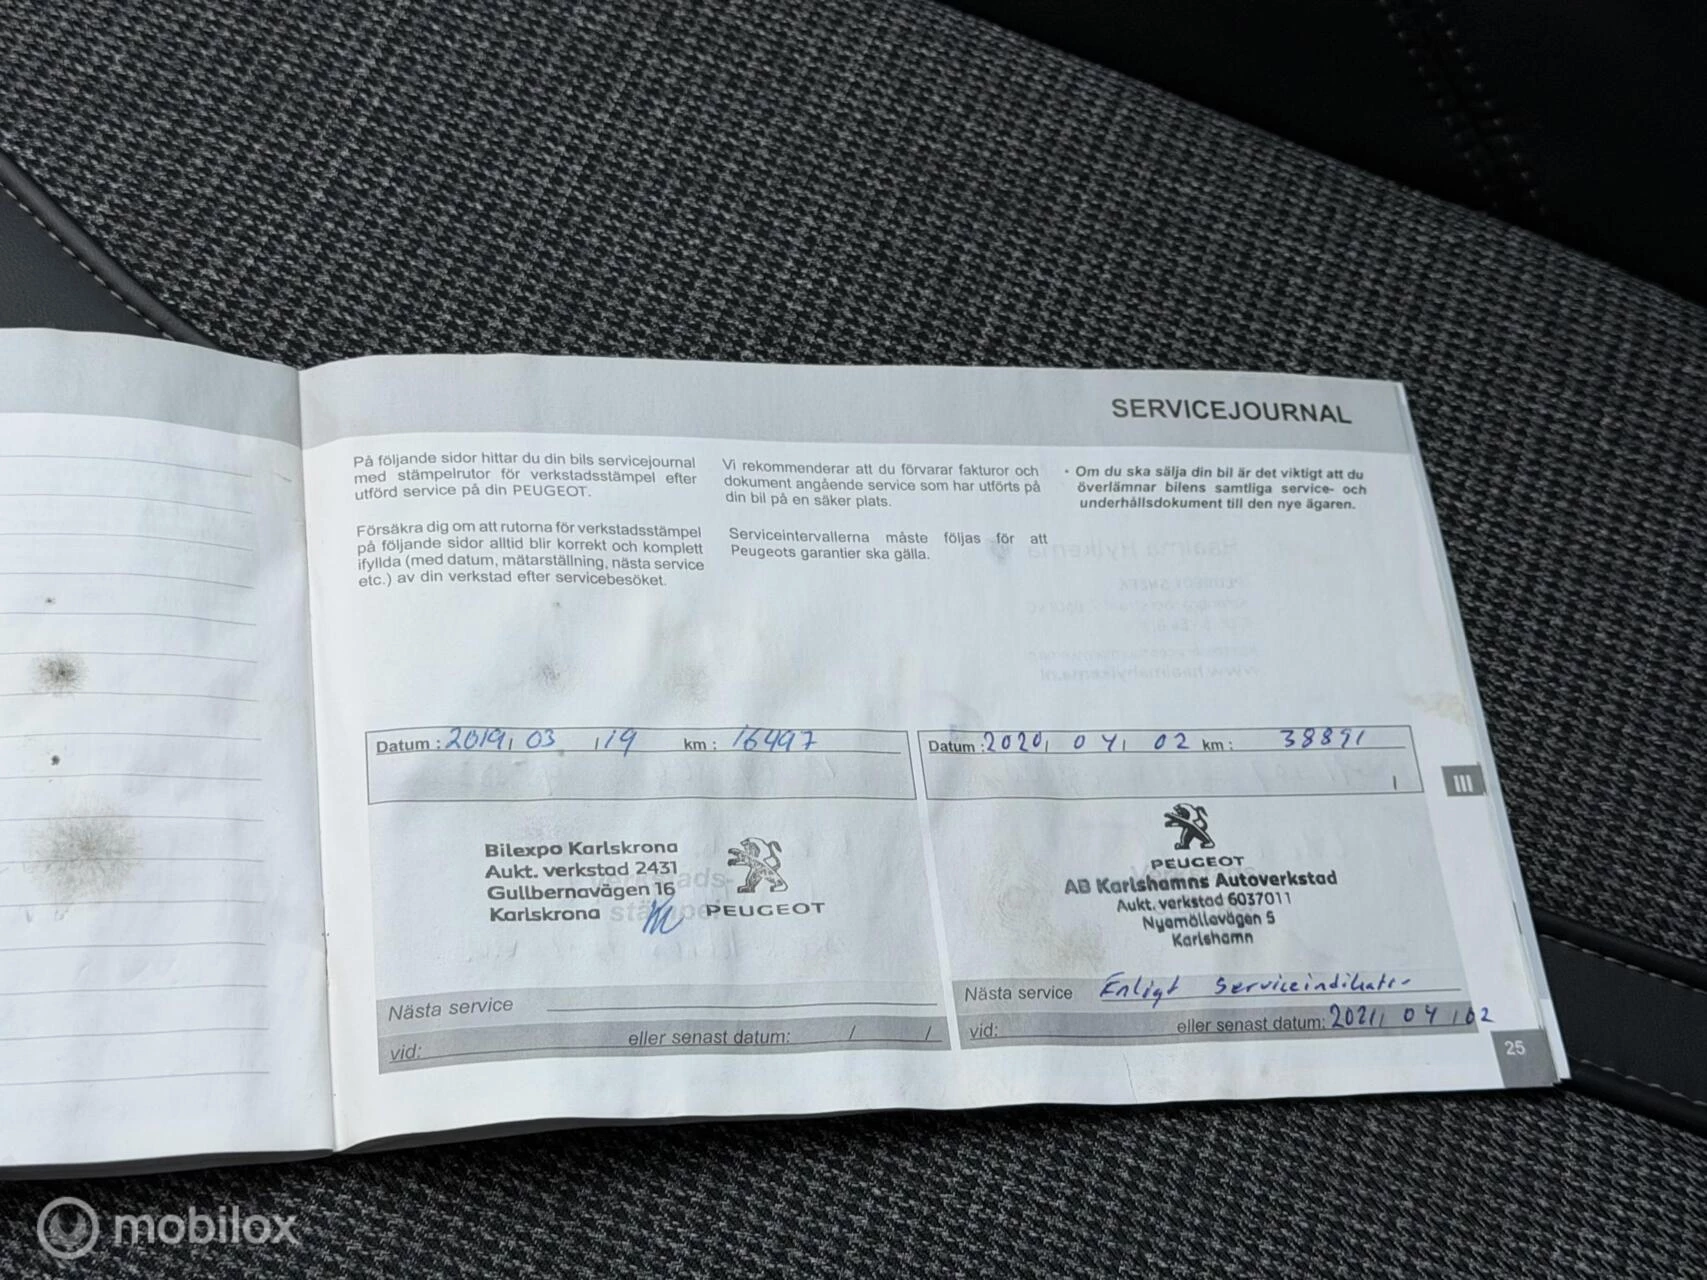 SERVICEJOURNAL
På följande sidor hittar du din bils servicejournal
med stämpelrutor för verkstadsstämpel efter
utförd service på din PEUGEOT.
Försäkra dig om att rutorna för verkstadsstämpel
på följande sidor alltid blir korrekt och komplett
ifyllda (med datum, mätarställning, nästa service
etc.) av din verkstad efter servicebesöket.
Vi rekommenderar att du förvarar fakturor och
dokument angående service som har utförts på
din bil på en säker plats.
Serviceintervallerna måste följas för att
Peugeots garantier ska gälla.
• Om du ska sälja din bil är det viktigt att du
överlämnar bilens samtliga service- och
underhållsdokument till den nye ägaren.
Datum : 2019, 03 , 19 km : 16497
Bilexpo Karlskrona
Aukt. verkstad 2431
Gullbernavägen 16
Karlskrona
PEUGEOT
Nästa service
vid: eller senast datum: / /
Datum : 2020, 04, 02 km : 38891
PEUGEOT
AB Karlshamns Autoverkstad
Aukt. verkstad 6037011
Nyemöllevägen 5
Karlshamn
Nästa service Enligt Serviceindikator
vid: eller senast datum: 2021, 04, 02
III
25
mobilox